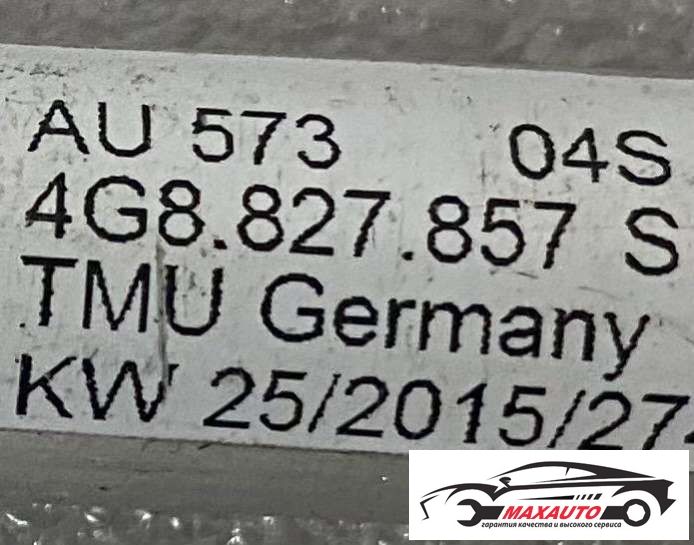 AU 573 04S
4G8.827.857 S
TMU Germany
KW 25/2015/27
MAXAUTO
гарантия качества и высокого сервиса